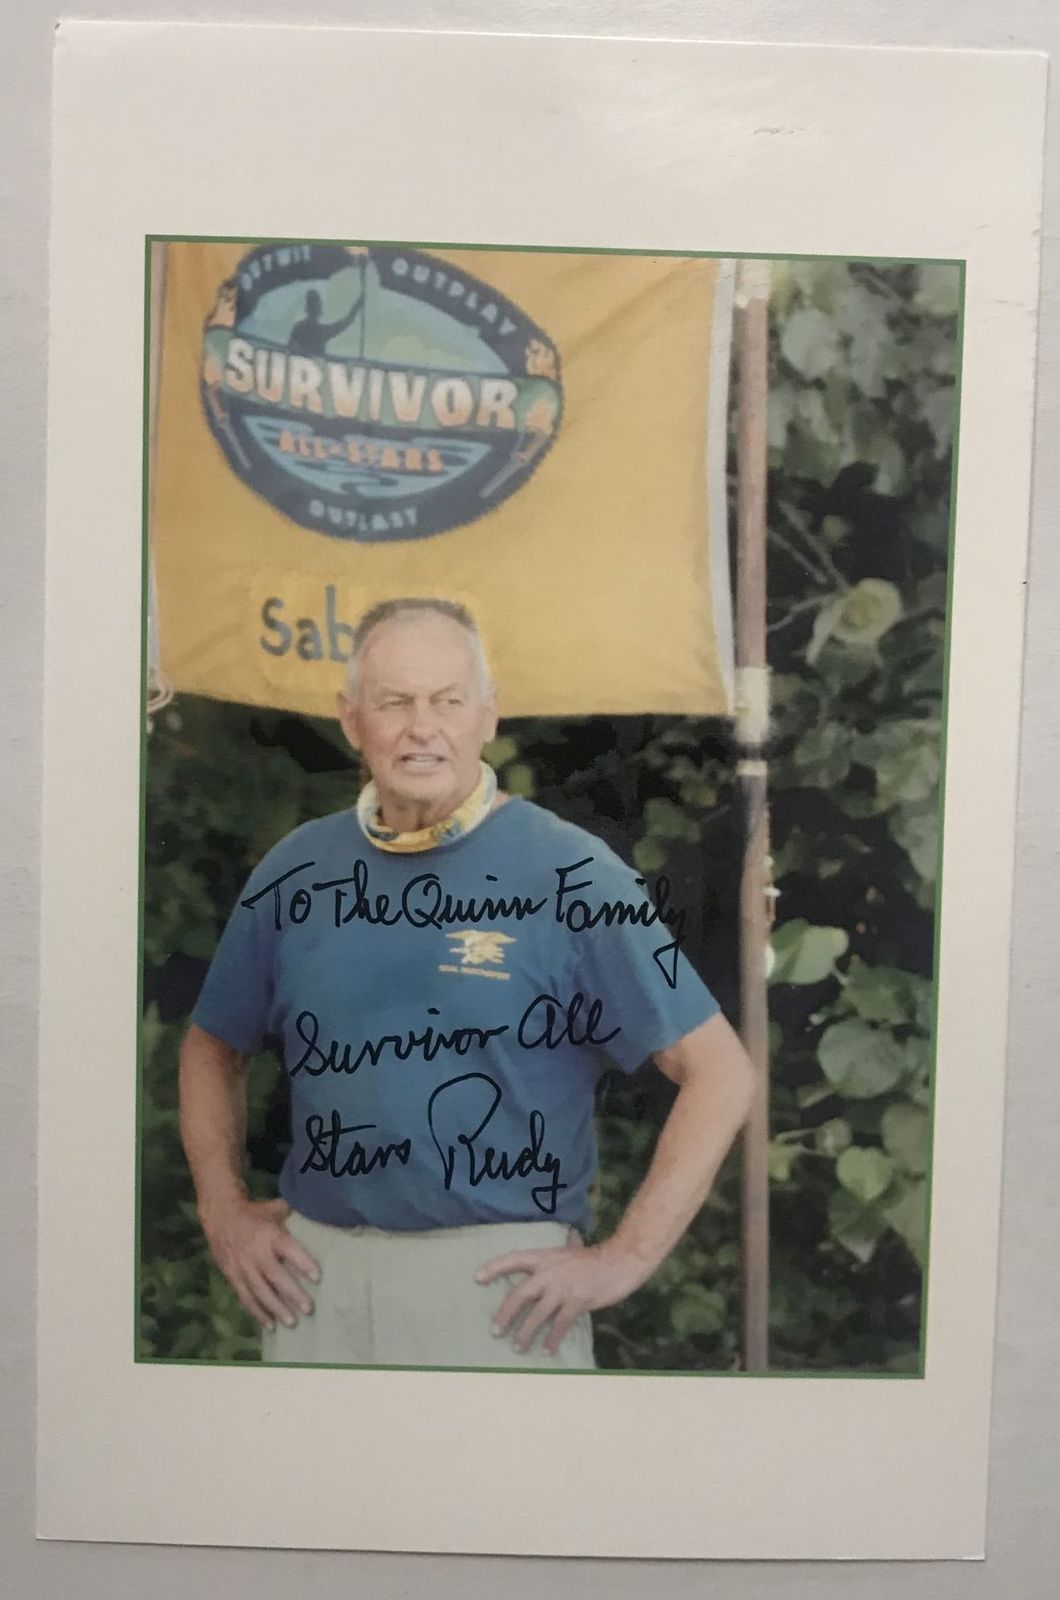 OUTWIT OUTPLAY
SURVIVOR
ALL-STARS
OUTLAST
Sab
To The Quinn Family
Survivor All
Stars Rudy